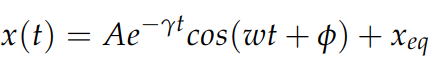 x(t) = Ae^{-γt}cos(wt + ϕ) + x_{eq}